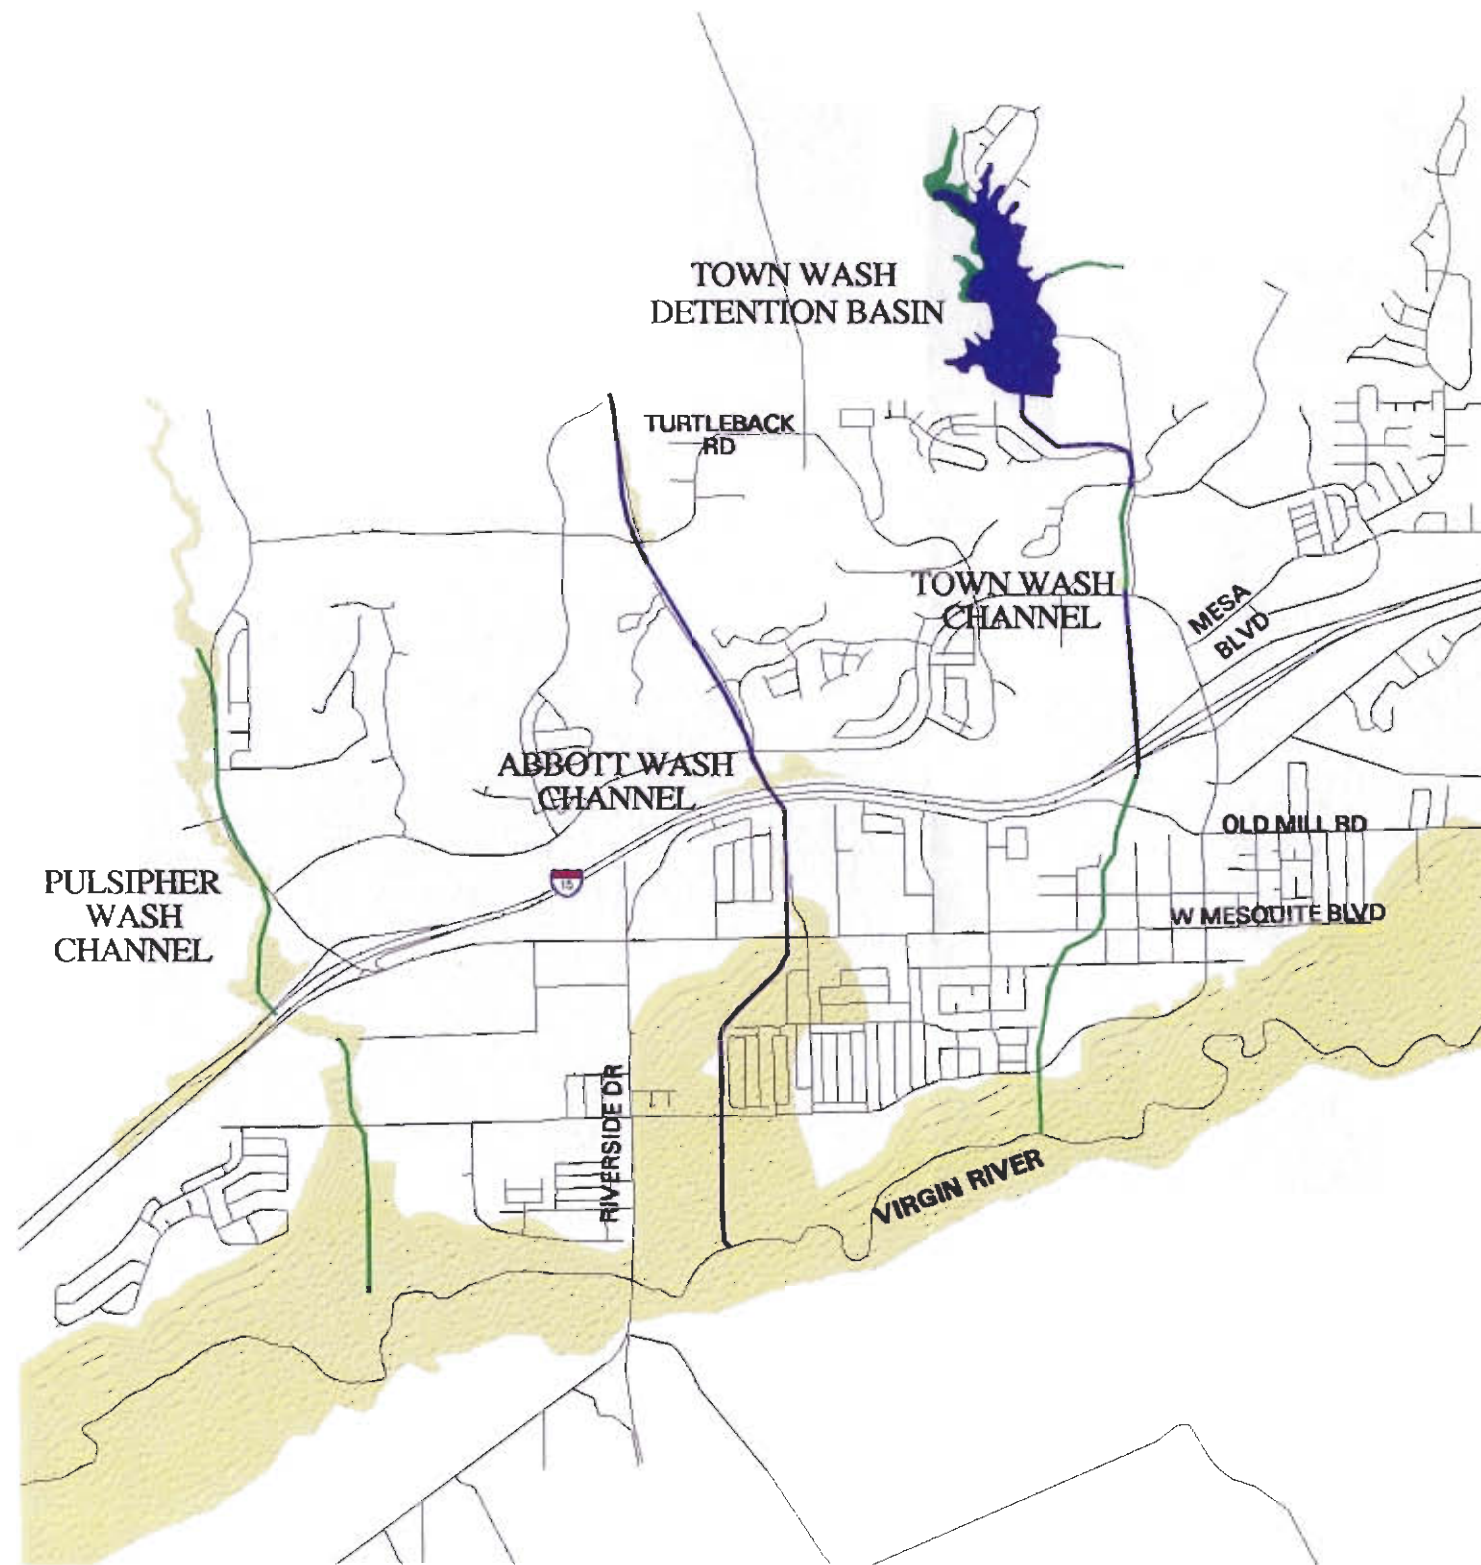 TOWN WASH
DETENTION BASIN
TURTLEBACK
RD
TOWN WASH
CHANNEL
MESA
BLVD
ABBOTT WASH
CHANNEL
OLD MILL RD
15
PULSIPHER
WASH
CHANNEL
W MESQUITE BLVD
RIVERSIDE DR
VIRGIN RIVER